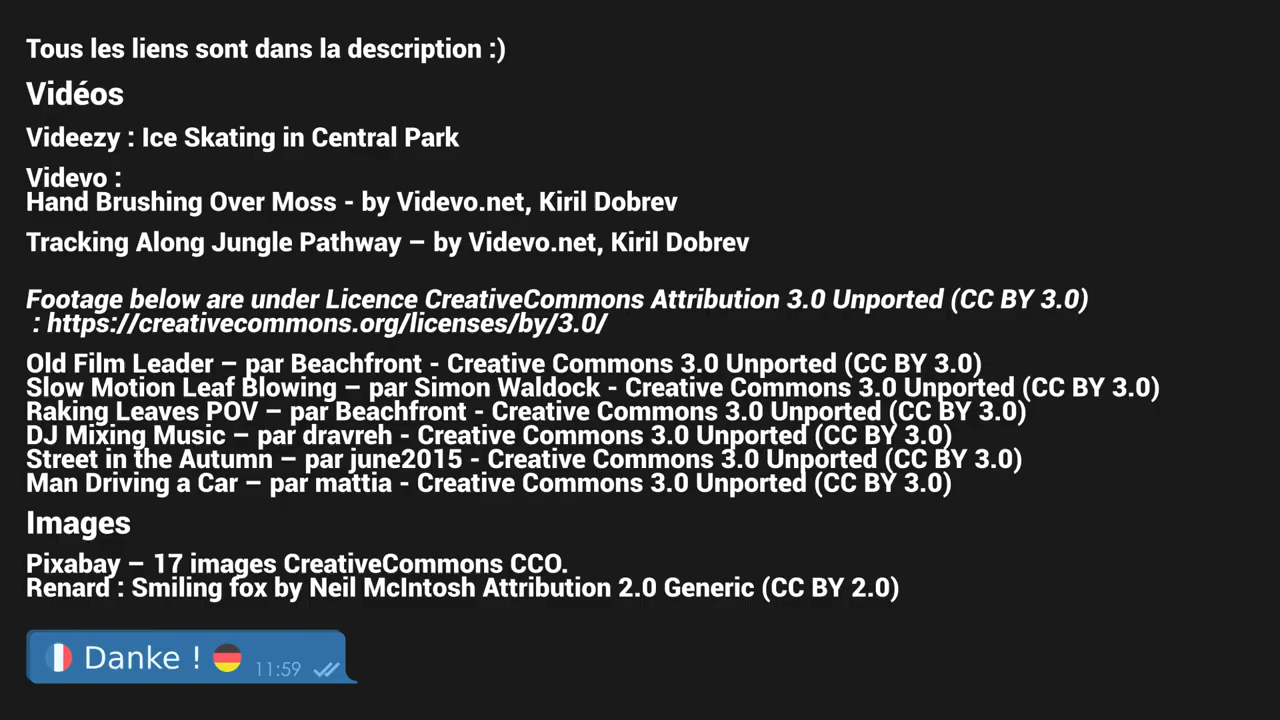 Tous les liens sont dans la description :)
Vidéos
Videezy : Ice Skating in Central Park
Videvo :
Hand Brushing Over Moss - by Videvo.net, Kiril Dobrev
Tracking Along Jungle Pathway – by Videvo.net, Kiril Dobrev
Footage below are under Licence CreativeCommons Attribution 3.0 Unported (CC BY 3.0)
: https://creativecommons.org/licenses/by/3.0/
Old Film Leader – par Beachfront - Creative Commons 3.0 Unported (CC BY 3.0)
Slow Motion Leaf Blowing – par Simon Waldock - Creative Commons 3.0 Unported (CC BY 3.0)
Raking Leaves POV – par Beachfront - Creative Commons 3.0 Unported (CC BY 3.0)
DJ Mixing Music – par dravreh - Creative Commons 3.0 Unported (CC BY 3.0)
Street in the Autumn – par june2015 - Creative Commons 3.0 Unported (CC BY 3.0)
Man Driving a Car – par mattia - Creative Commons 3.0 Unported (CC BY 3.0)
Images
Pixabay – 17 images CreativeCommons CCO.
Renard : Smiling fox by Neil McIntosh Attribution 2.0 Generic (CC BY 2.0)
Danke ! 11:59